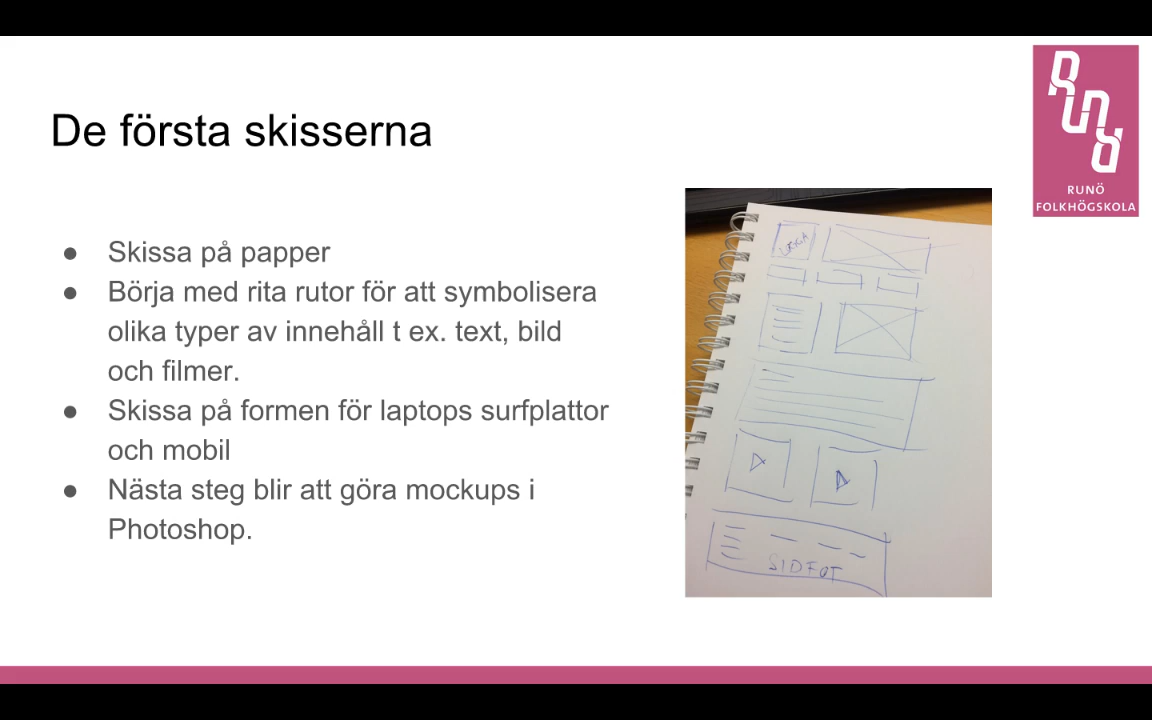 De första skisserna
● Skissa på papper
● Börja med rita rutor för att symbolisera
olika typer av innehåll t ex. text, bild
och filmer.
● Skissa på formen för laptops surfplattor
och mobil
● Nästa steg blir att göra mockups i
Photoshop.
SIDFOT
RUNÖ
RUNÖ
FOLKHÖGSKOLA